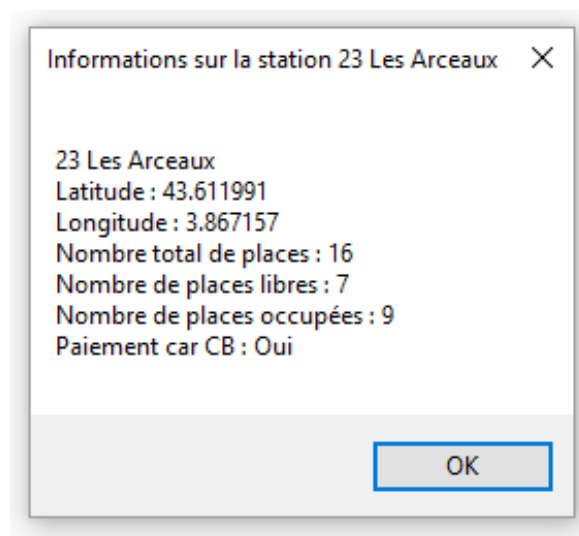 Informations sur la station 23 Les Arceaux
23 Les Arceaux
Latitude : 43.611991
Longitude : 3.867157
Nombre total de places : 16
Nombre de places libres : 7
Nombre de places occupées : 9
Paiement car CB : Oui
OK